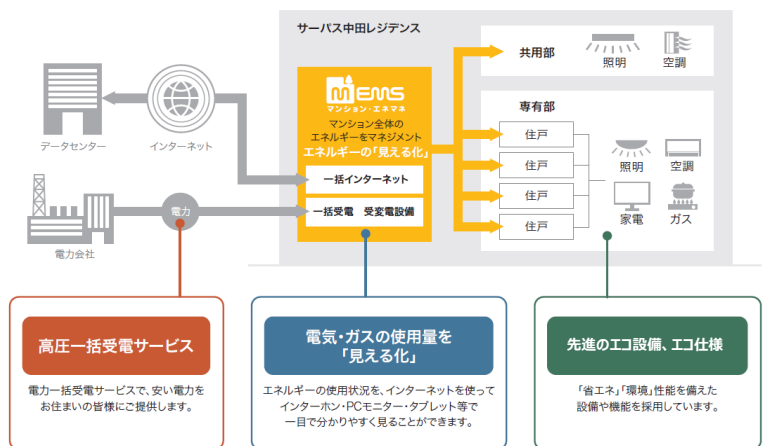 サーパス中田レジデンス
データセンター
インターネット
電力会社
電力
MEMS
マンション・エネマネ
マンション全体の
エネルギーをマネジメント
エネルギーの「見える化」
一括インターネット
一括受電 受変電設備
共用部
照明
空調
専有部
住戸
住戸
住戸
住戸
照明
空調
家電
ガス
高圧一括受電サービス
電力一括受電サービスで、安い電力を
お住まいの皆様にご提供します。
電気・ガスの使用量を
「見える化」
エネルギーの使用状況を、インターネットを使って
インターホン・PCモニター・タブレット等で
一目で分かりやすく見ることができます。
先進のエコ設備、エコ仕様
「省エネ」「環境」性能を備えた
設備や機能を採用しています。